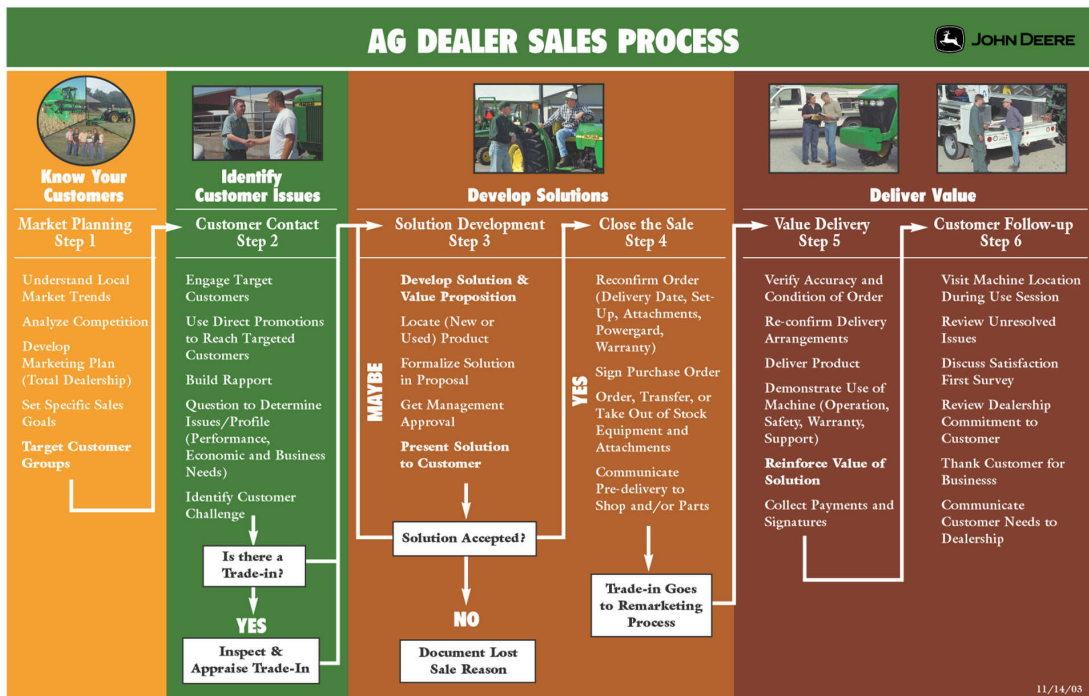 AG DEALER SALES PROCESS
JOHN DEERE
Know Your
Customers
Market Planning
Step 1
Understand Local
Market Trends
Analyze Competition
Develop
Marketing Plan
(Total Dealership)
Set Specific Sales
Goals
Target Customer
Groups
Identify
Customer Issues
Customer Contact
Step 2
Engage Target
Customers
Use Direct Promotions
to Reach Targeted
Customers
Build Rapport
Question to Determine
Issues/Profile
(Performance,
Economic and Business
Needs)
Identify Customer
Challenge
Is there a
Trade-in?
YES
Inspect &
Appraise Trade-In
Develop Solutions
Solution Development
Step 3
Develop Solution &
Value Proposition
Locate (New or
Used) Product
Formalize Solution
in Proposal
Get Management
Approval
Present Solution
to Customer
MAYBE
Solution Accepted?
NO
Document Lost
Sale Reason
YES
Close the Sale
Step 4
Reconfirm Order
(Delivery Date, Set-
Up, Attachments,
Powergard,
Warranty)
Sign Purchase Order
Order, Transfer, or
Take Out of Stock
Equipment and
Attachments
Communicate
Pre-delivery to
Shop and/or Parts
Trade-in Goes
to Remarketing
Process
Deliver Value
Value Delivery
Step 5
Verify Accuracy and
Condition of Order
Re-confirm Delivery
Arrangements
Deliver Product
Demonstrate Use of
Machine (Operation,
Safety, Warranty,
Support)
Reinforce Value of
Solution
Collect Payments and
Signatures
Customer Follow-up
Step 6
Visit Machine Location
During Use Session
Review Unresolved
Issues
Discuss Satisfaction
First Survey
Review Dealership
Commitment to
Customer
Thank Customer for
Businesss
Communicate
Customer Needs to
Dealership
11/14/03